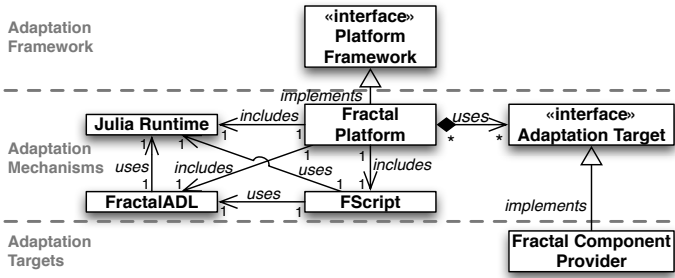 Adaptation
Framework
«interface»
Platform
Framework
implements
Adaptation
Mechanisms
Julia Runtime
1
includes
1
Fractal
Platform
*
uses
*
«interface»
Adaptation Target
1
1
1
1
uses
includes
uses
includes
implements
1
1
1
1
FractalADL
1
uses
1
FScript
Adaptation
Targets
Fractal Component
Provider